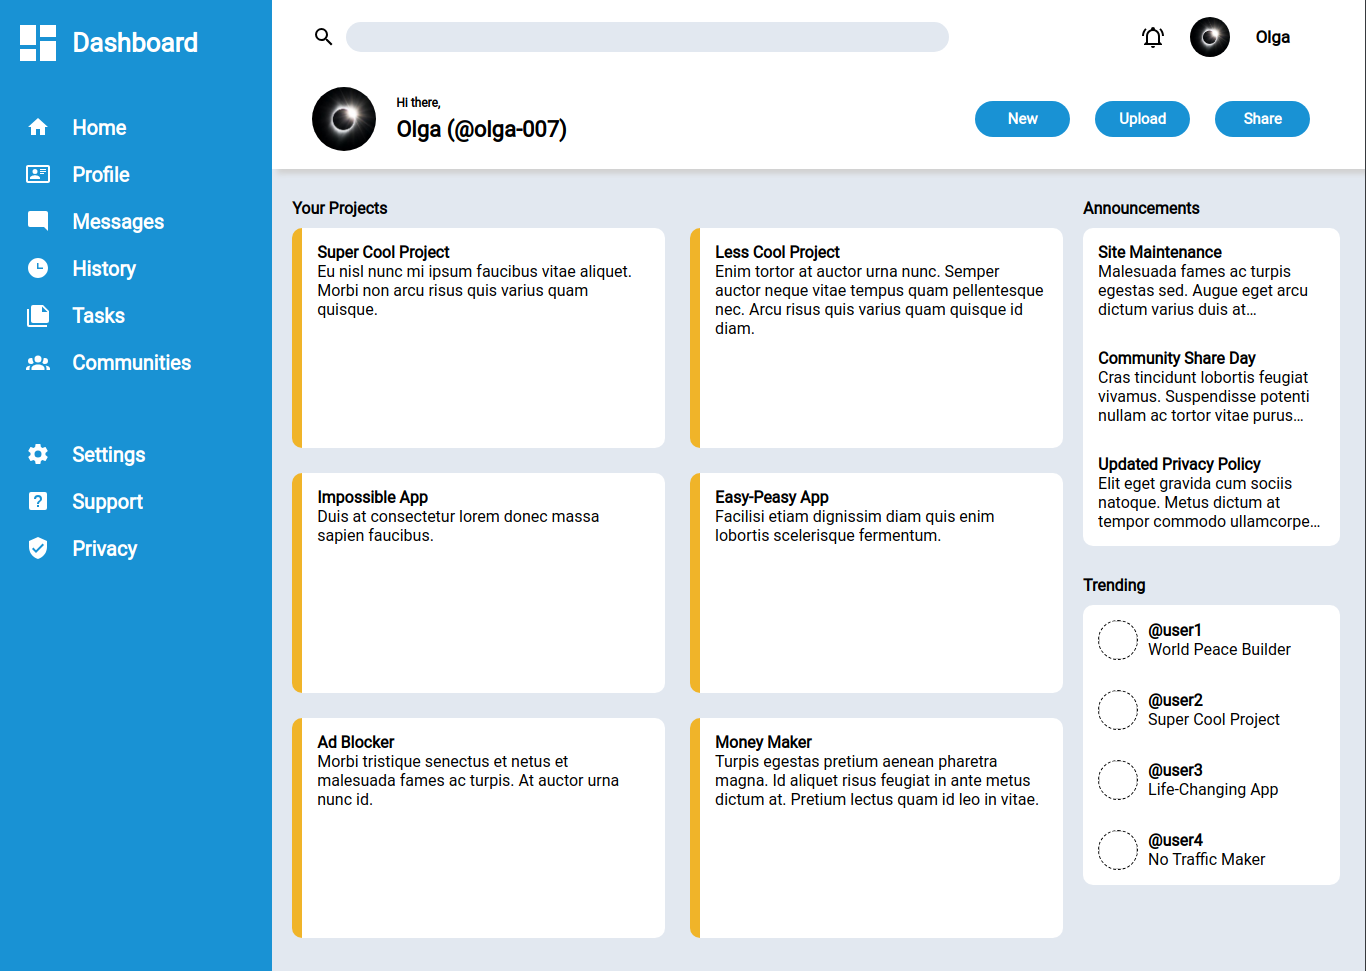 Dashboard
Home
Profile
Messages
History
Tasks
Communities
Settings
Support
Privacy
Olga
Hi there,
Olga (@olga-007)
New
Upload
Share
Your Projects
Super Cool Project
Eu nisl nunc mi ipsum faucibus vitae aliquet.
Morbi non arcu risus quis varius quam
quisque.
Less Cool Project
Enim tortor at auctor urna nunc. Semper
auctor neque vitae tempus quam pellentesque
nec. Arcu risus quis varius quam quisque id
diam.
Impossible App
Duis at consectetur lorem donec massa
sapien faucibus.
Easy-Peasy App
Facilisi etiam dignissim diam quis enim
lobortis scelerisque fermentum.
Ad Blocker
Morbi tristique senectus et netus et
malesuada fames ac turpis. At auctor urna
nunc id.
Money Maker
Turpis egestas pretium aenean pharetra
magna. Id aliquet risus feugiat in ante metus
dictum at. Pretium lectus quam id leo in vitae.
Announcements
Site Maintenance
Malesuada fames ac turpis
egestas sed. Augue eget arcu
dictum varius duis at...
Community Share Day
Cras tincidunt lobortis feugiat
vivamus. Suspendisse potenti
nullam ac tortor vitae purus...
Updated Privacy Policy
Elit eget gravida cum sociis
natoque. Metus dictum at
tempor commodo ullamcorpe...
Trending
@user1
World Peace Builder
@user2
Super Cool Project
@user3
Life-Changing App
@user4
No Traffic Maker